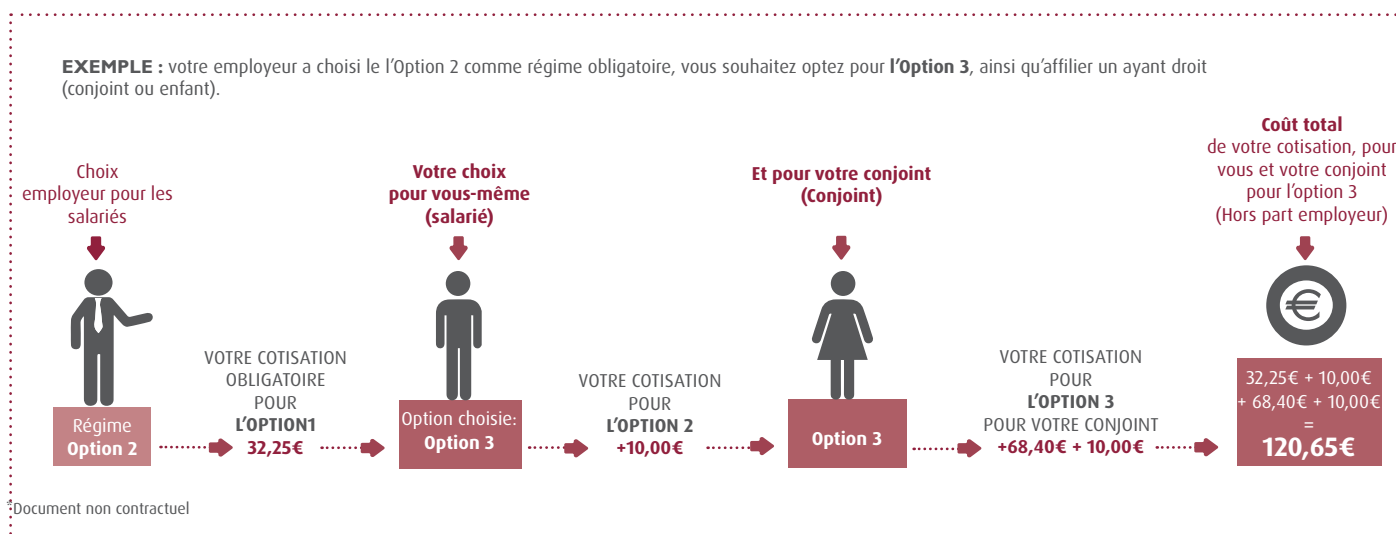 EXEMPLE : votre employeur a choisi le l'Option 2 comme régime obligatoire, vous souhaitez optez pour l'Option 3, ainsi qu'affilier un ayant droit
(conjoint ou enfant).
Choix
employeur pour les
salariés
Régime
Option 2
VOTRE COTISATION
OBLIGATOIRE
POUR
L'OPTION1
32,25€
Votre choix
pour vous-même
(salarié)
Option choisie:
Option 3
VOTRE COTISATION
POUR
L'OPTION 2
+10,00€
Et pour votre conjoint
(Conjoint)
Option 3
VOTRE COTISATION
POUR
L'OPTION 3
POUR VOTRE CONJOINT
+68,40€ + 10,00€
Coût total
de votre cotisation, pour
vous et votre conjoint
pour l'option 3
(Hors part employeur)
€
32,25€ + 10,00€
+ 68,40€ + 10,00€
=
120,65€
*Document non contractuel